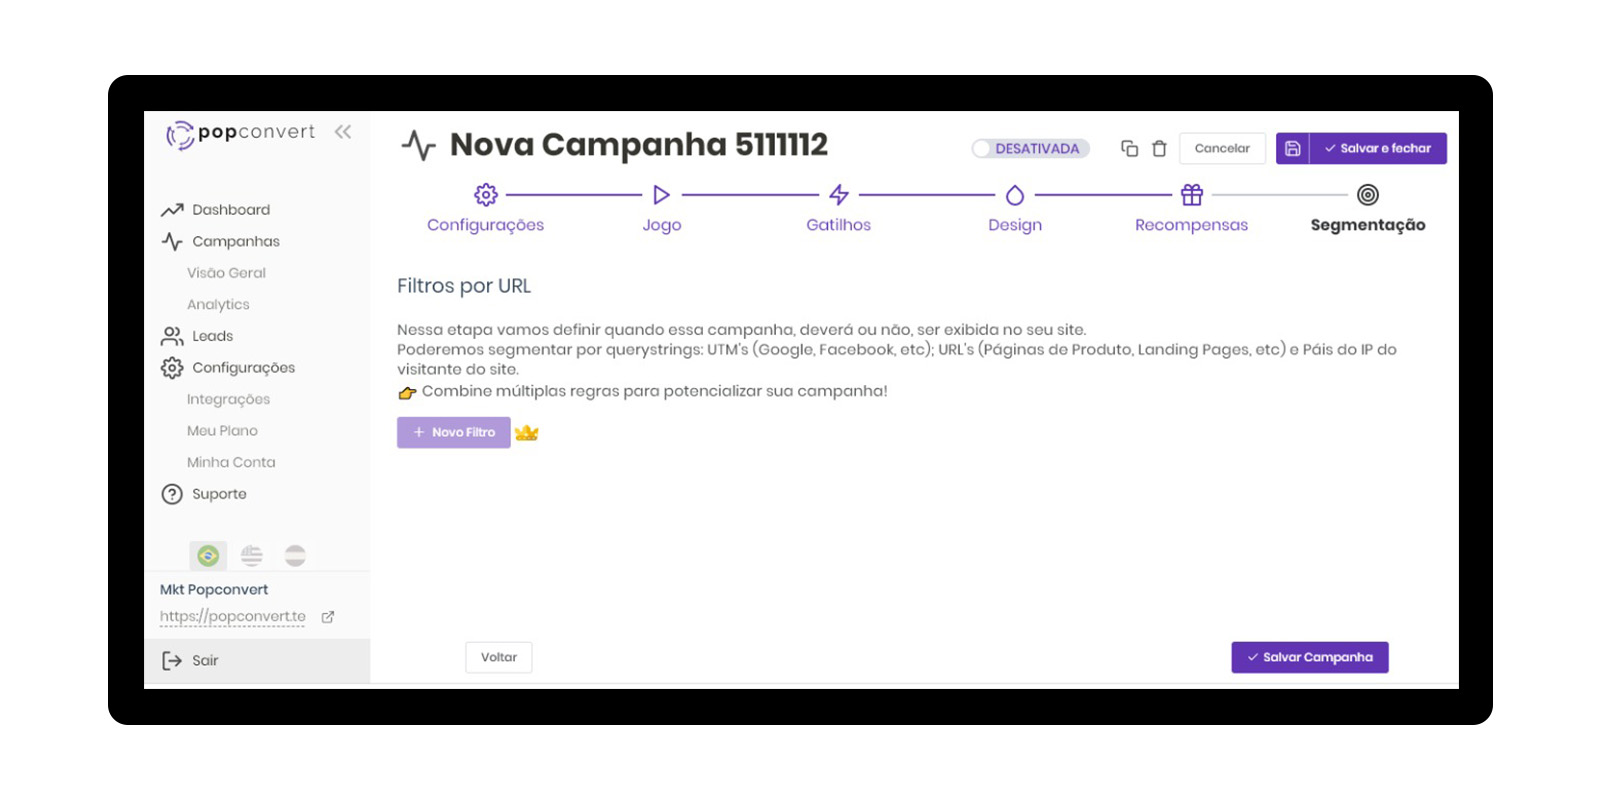 popconvert
Nova Campanha 5111112
DESATIVADA
Cancelar
Salvar e fechar
Configurações
Jogo
Gatilhos
Design
Recompensas
Segmentação
Dashboard
Campanhas
Visão Geral
Analytics
Leads
Configurações
Integrações
Meu Plano
Minha Conta
Suporte
Mkt Popconvert
https://popconvert.te
Sair
Filtros por URL
Nessa etapa vamos definir quando essa campanha, deverá ou não, ser exibida no seu site.
Poderemos segmentar por querystrings: UTM's (Google, Facebook, etc); URL's (Páginas de Produto, Landing Pages, etc) e Páis do IP do
visitante do site.
👉 Combine múltiplas regras para potencializar sua campanha!
+ Novo Filtro
Voltar
Salvar Campanha